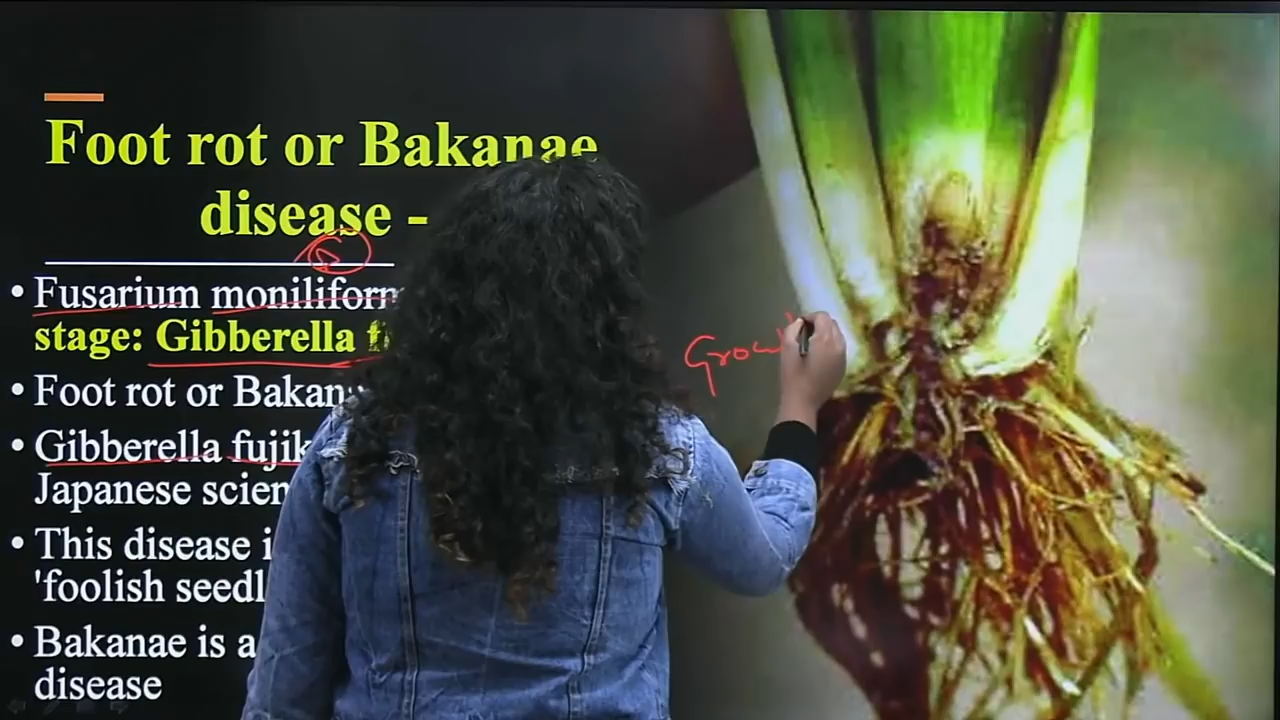 Foot rot or Bakanae
disease -
Fusarium moniliform
stage: Gibberella f
Foot rot or Bakan
Gibberella fujik
Japanese scien
This disease i
'foolish seedl
Bakanae is a
disease
Grow